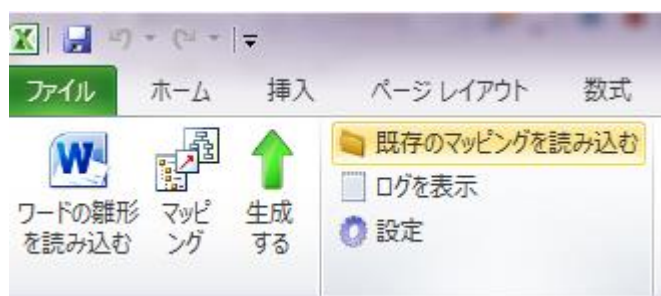 ファイル ホーム 挿入 ページ レイアウト 数式
ワードの雛形
を読み込む
マッピ
ング
生成
する
既存のマッピングを読み込む
ログを表示
設定